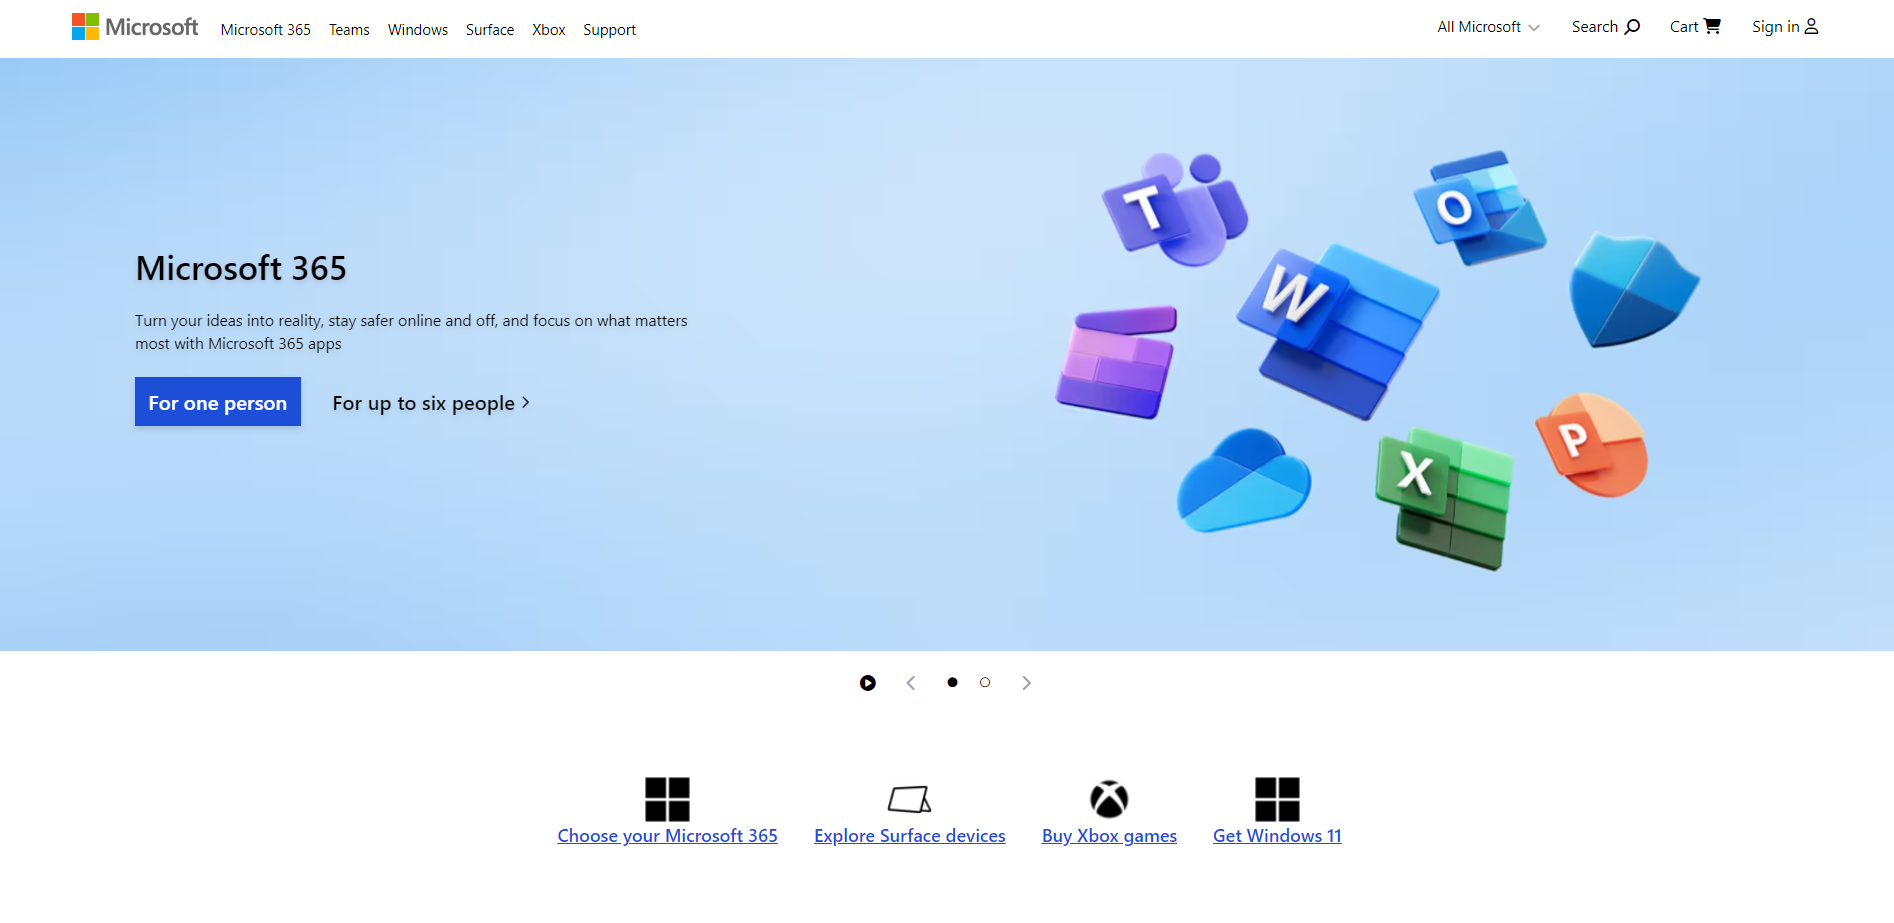 Microsoft
Microsoft 365
Teams
Windows
Surface
Xbox
Support
All Microsoft
Search
Cart
Sign in
Microsoft 365
Turn your ideas into reality, stay safer online and off, and focus on what matters
most with Microsoft 365 apps
For one person
For up to six people
T
O
W
P
X
Choose your Microsoft 365
Explore Surface devices
Buy Xbox games
Get Windows 11